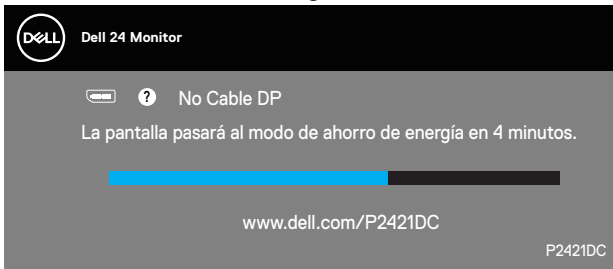 DELL
Dell 24 Monitor
? No Cable DP
La pantalla pasará al modo de ahorro de energía en 4 minutos.
www.dell.com/P2421DC
P2421DC